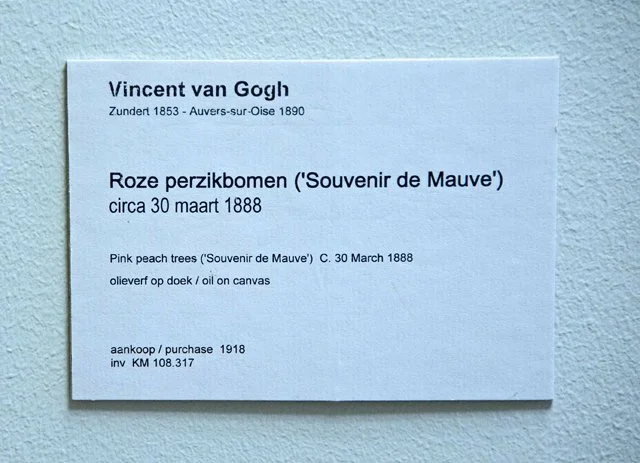 Vincent van Gogh
Zundert 1853 - Auvers-sur-Oise 1890
Roze perzikbomen ('Souvenir de Mauve')
circa 30 maart 1888
Pink peach trees ('Souvenir de Mauve')  C. 30 March 1888
olieverf op doek / oil on canvas
aankoop / purchase  1918
inv  KM 108.317